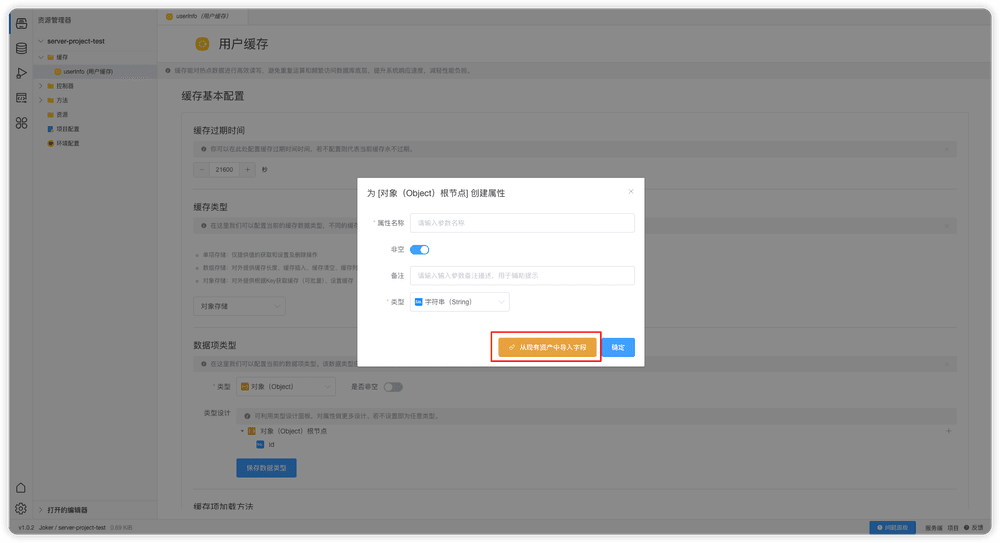 资源管理器
userInfo（用户缓存）
server-project-test
缓存
userInfo (用户缓存)
控制器
方法
资源
项目配置
环境配置
用户缓存
缓存能对热点数据进行高效读写，避免重复运算和频繁访问数据库底层，提升系统响应速度，减轻性能负担。
缓存基本配置
缓存过期时间
你可以在此处配置缓存过期时间时间，若不配置则代表当前缓存永不过期。
21600
秒
缓存类型
在这里我们可以配置当前的缓存数据类型，不同的缓存
单项存储：仅提供值的获取和设置及删除操作
数组存储：对外提供缓存长度、缓存插入、缓存清空、缓存列
对象存储：对外提供根据Key获取缓存（可批量），设置缓存
对象存储
为 [对象（Object）根节点] 创建属性
* 属性名称
请输入参数名称
非空
备注
请输入输入参数备注描述，用于辅助提示
* 类型
字符串（String）
从现有资产中导入字段
确定
数据项类型
在这里我们可以配置当前的数据项类型，该数据类型
* 类型
对象（Object）
是否非空
类型设计
可利用类型设计面板，对属性做更多设计，若不设置即为任意类型。
对象（Object）根节点
id
保存数据类型
缓存项加载方法
打开的编辑器
v1.0.2 Joker / server-project-test 0.69 KiB
问题追踪
服务端 项目
反馈